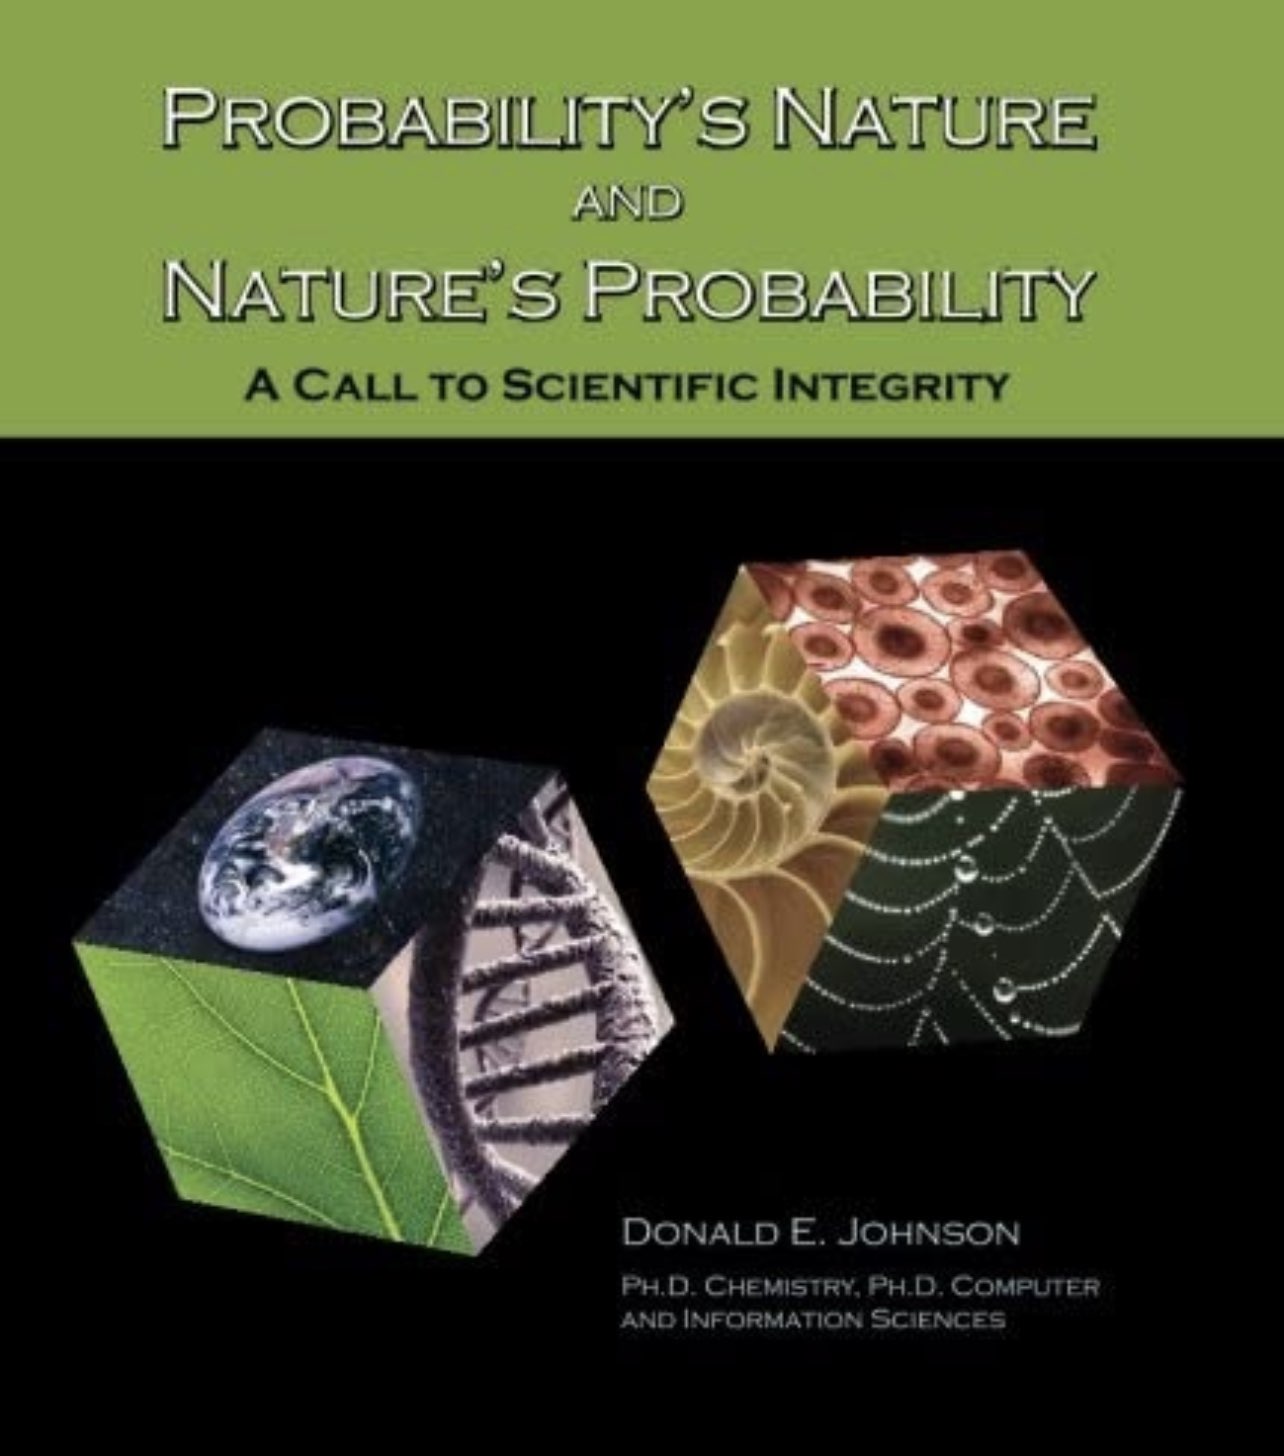 PROBABILITY'S NATURE
AND
NATURE'S PROBABILITY
A CALL TO SCIENTIFIC INTEGRITY
DONALD E. JOHNSON
PH.D. CHEMISTRY, PH.D. COMPUTER
AND INFORMATION SCIENCES